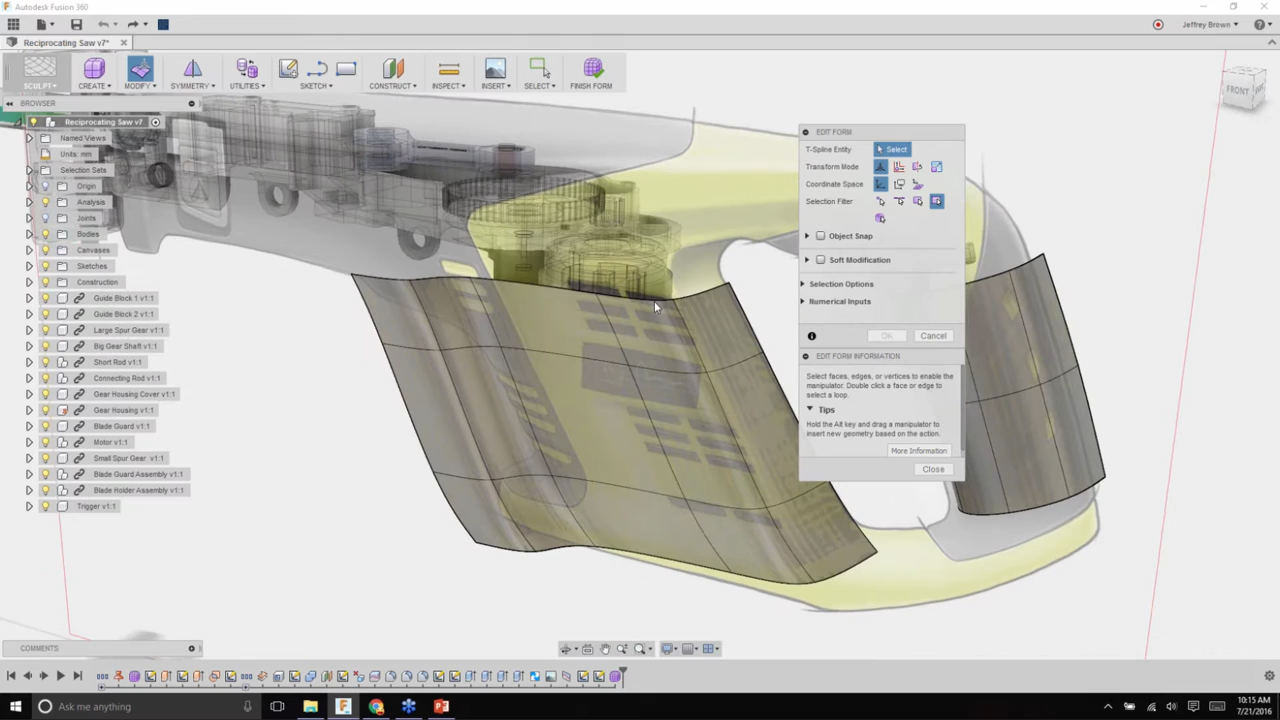 Autodesk Fusion 360
Jeffrey Brown
Reciprocating Saw v7*
SCULPT
CREATE
MODIFY
SYMMETRY
UTILITIES
SKETCH
CONSTRUCT
INSPECT
INSERT
SELECT
FINISH FORM
FRONT
BROWSER
Reciprocating Saw v7
Named Views
Units: mm
Selection Sets
Origin
Analysis
Joints
Bodies
Canvases
Sketches
Construction
Guide Block 1 v1:1
Guide Block 2 v1:1
Large Spur Gear v1:1
Big Gear Shaft v1:1
Short Rod v1:1
Connecting Rod v1:1
Gear Housing Cover v1:1
Gear Housing v1:1
Blade Guard v1:1
Motor v1:1
Small Spur Gear v1:1
Blade Guard Assembly v1:1
Blade Holder Assembly v1:1
Trigger v1:1
EDIT FORM
T-Spline Entity
Select
Transform Mode
Coordinate Space
Selection Filter
Object Snap
Soft Modification
Selection Options
Numerical Inputs
OK
Cancel
EDIT FORM INFORMATION
Select faces, edges, or vertices to enable the
manipulator. Double click a face or edge to
select a loop.
Tips
Hold the Alt key and drag a manipulator to
insert new geometry based on the action.
More Information
Close
COMMENTS
Ask me anything
10:15 AM
7/21/2016